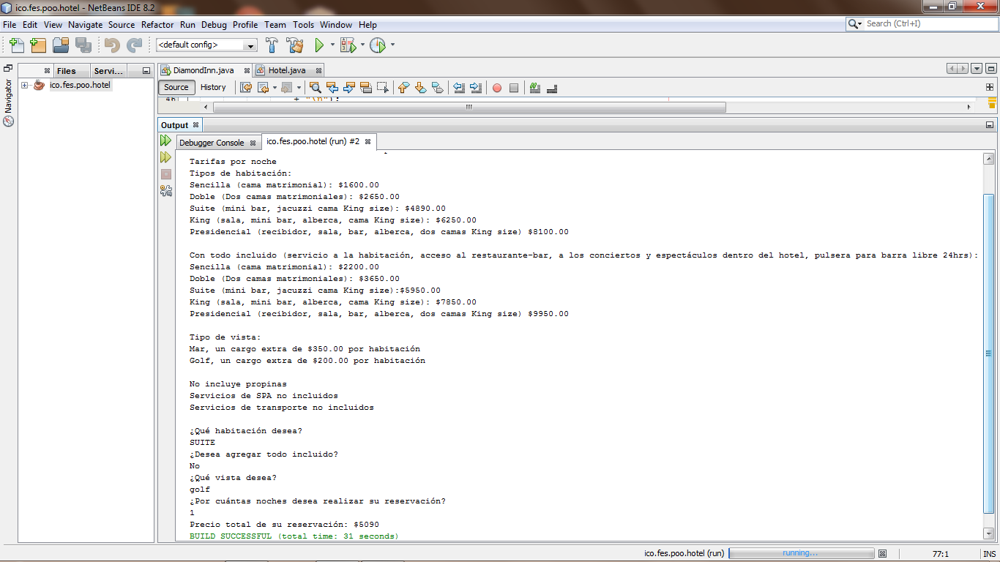 ico.fes.poo.hotel - NetBeans IDE 8.2
File Edit View Navigate Source Refactor Run Debug Profile Team Tools Window Help
Search (Ctrl+I)
<default config>
Files Servi...
DiamondInn.java Hotel.java
Navigator
ico.fes.poo.hotel
Source History
Output
Debugger Console ico.fes.poo.hotel (run) #2
Tarifas por noche
Tipos de habitación:
Sencilla (cama matrimonial): $1600.00
Doble (Dos camas matrimoniales): $2650.00
Suite (mini bar, jacuzzi cama King size): $4890.00
King (sala, mini bar, alberca, cama King size): $6250.00
Presidencial (recibidor, sala, bar, alberca, dos camas King size) $8100.00
Con todo incluido (servicio a la habitación, acceso al restaurante-bar, a los conciertos y espectáculos dentro del hotel, pulsera para barra libre 24hrs):
Sencilla (cama matrimonial): $2200.00
Doble (Dos camas matrimoniales): $3650.00
Suite (mini bar, jacuzzi cama King size):$5950.00
King (sala, mini bar, alberca, cama King size): $7850.00
Presidencial (recibidor, sala, bar, alberca, dos camas King size) $9950.00
Tipo de vista:
Mar, un cargo extra de $350.00 por habitación
Golf, un cargo extra de $200.00 por habitación
No incluye propinas
Servicios de SPA no incluidos
Servicios de transporte no incluidos
¿Qué habitación desea?
SUITE
¿Desea agregar todo incluido?
No
¿Qué vista desea?
golf
¿Por cuántas noches desea realizar su reservación?
1
Precio total de su reservación: $5090
BUILD SUCCESSFUL (total time: 31 seconds)
ico.fes.poo.hotel (run) running... 77:1 INS